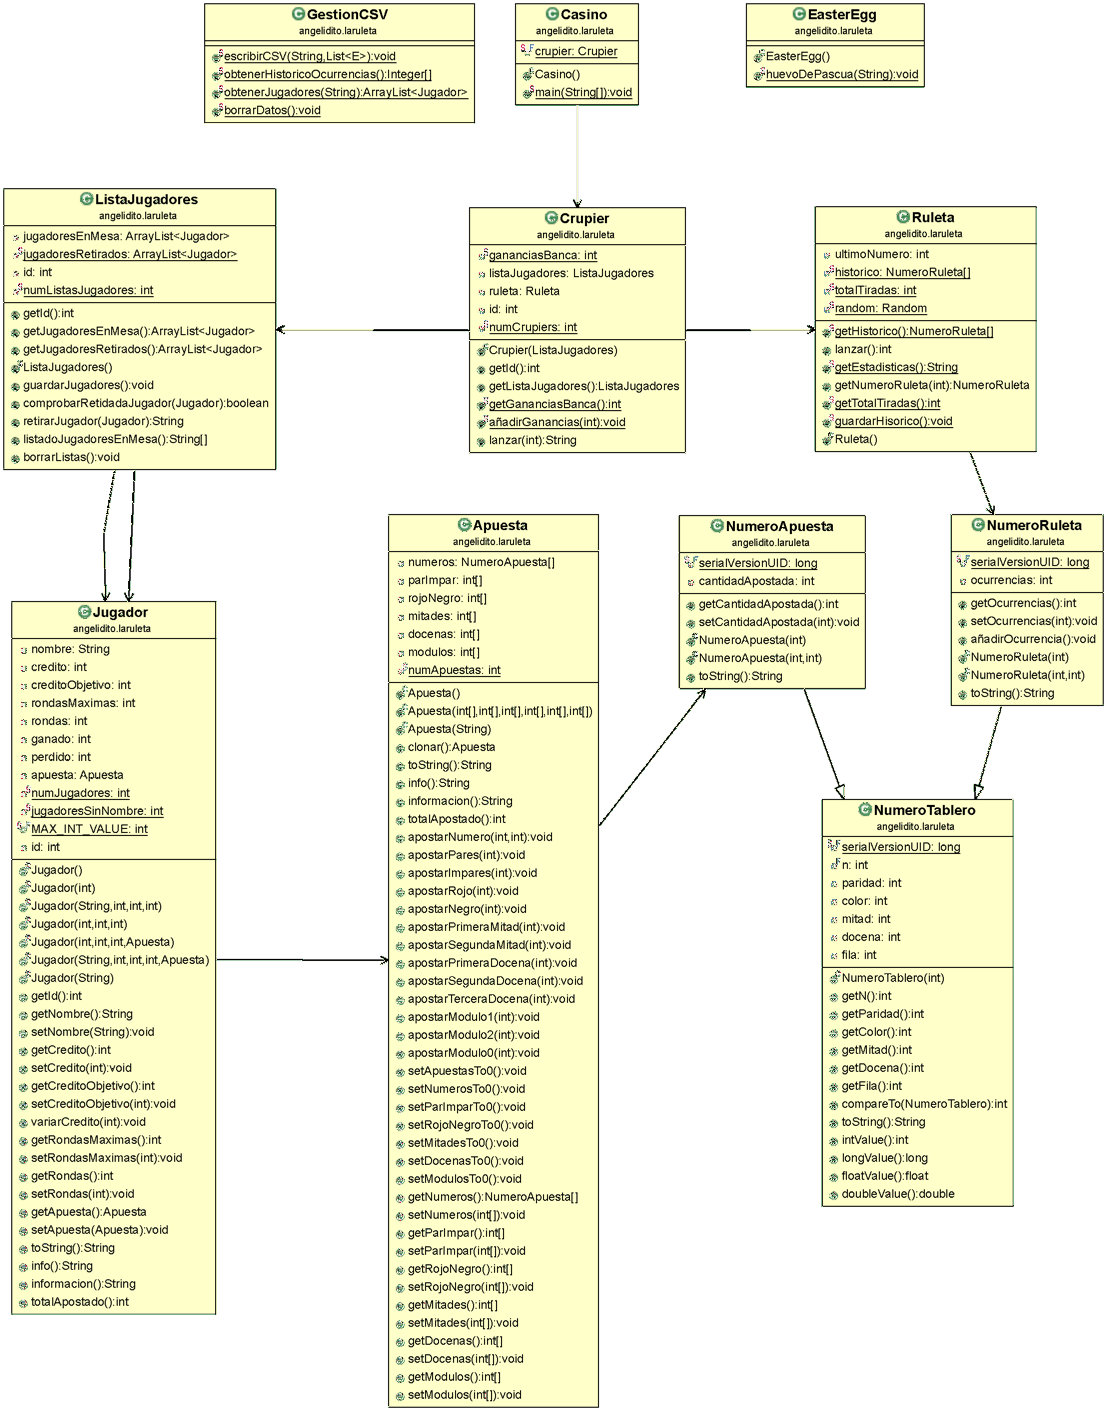 GestionCSV
angelidito.laruleta
escribirCSV(String,List<E>):void
obtenerHistoricoOcurrencias():Integer[]
obtenerJugadores(String):ArrayList<Jugador>
borrarDatos():void
Casino
angelidito.laruleta
crupier: Crupier
Casino()
main(String[]):void
EasterEgg
angelidito.laruleta
EasterEgg()
huevoDePascua(String):void
ListaJugadores
angelidito.laruleta
jugadoresEnMesa: ArrayList<Jugador>
jugadoresRetirados: ArrayList<Jugador>
id: int
numListasJugadores: int
getId():int
getJugadoresEnMesa():ArrayList<Jugador>
getJugadoresRetirados():ArrayList<Jugador>
ListaJugadores()
guardarJugadores():void
comprobarRetidadaJugador(Jugador):boolean
retirarJugador(Jugador):String
listadoJugadoresEnMesa():String[]
borrarListas():void
Crupier
angelidito.laruleta
gananciasBanca: int
listaJugadores: ListaJugadores
ruleta: Ruleta
id: int
numCrupiers: int
Crupier(ListaJugadores)
getId():int
getListaJugadores():ListaJugadores
getGananciasBanca():int
añadirGanancias(int):void
lanzar(int):String
Ruleta
angelidito.laruleta
ultimoNumero: int
historico: NumeroRuleta[]
totalTiradas: int
random: Random
getHistorico():NumeroRuleta[]
lanzar():int
getEstadisticas():String
getNumeroRuleta(int):NumeroRuleta
getTotalTiradas():int
guardarHisorico():void
Ruleta()
Jugador
angelidito.laruleta
nombre: String
credito: int
creditoObjetivo: int
rondasMaximas: int
rondas: int
ganado: int
perdido: int
apuesta: Apuesta
numJugadores: int
jugadoresSinNombre: int
MAX_INT_VALUE: int
id: int
Jugador()
Jugador(int)
Jugador(String,int,int,int)
Jugador(int,int,int)
Jugador(int,int,int,Apuesta)
Jugador(String,int,int,int,Apuesta)
Jugador(String)
getId():int
getNombre():String
setNombre(String):void
getCredito():int
setCredito(int):void
getCreditoObjetivo():int
setCreditoObjetivo(int):void
variarCredito(int):void
getRondasMaximas():int
setRondasMaximas(int):void
getRondas():int
setRondas(int):void
getApuesta():Apuesta
setApuesta(Apuesta):void
toString():String
info():String
informacion():String
totalApostado():int
Apuesta
angelidito.laruleta
numeros: NumeroApuesta[]
parImpar: int[]
rojoNegro: int[]
mitades: int[]
docenas: int[]
modulos: int[]
numApuestas: int
Apuesta()
Apuesta(int[],int[],int[],int[],int[],int[])
Apuesta(String)
clonar():Apuesta
toString():String
info():String
informacion():String
totalApostado():int
apostarNumero(int,int):void
apostarPares(int):void
apostarImpares(int):void
apostarRojo(int):void
apostarNegro(int):void
apostarPrimeraMitad(int):void
apostarSegundaMitad(int):void
apostarPrimeraDocena(int):void
apostarSegundaDocena(int):void
apostarTerceraDocena(int):void
apostarModulo1(int):void
apostarModulo2(int):void
apostarModulo0(int):void
setApuestasTo0():void
setNumerosTo0():void
setParImparTo0():void
setRojoNegroTo0():void
setMitadesTo0():void
setDocenasTo0():void
setModulosTo0():void
getNumeros():NumeroApuesta[]
setNumeros(int[]):void
getParImpar():int[]
setParImpar(int[]):void
getRojoNegro():int[]
setRojoNegro(int[]):void
getMitades():int[]
setMitades(int[]):void
getDocenas():int[]
setDocenas(int[]):void
getModulos():int[]
setModulos(int[]):void
NumeroApuesta
angelidito.laruleta
serialVersionUID: long
cantidadApostada: int
getCantidadApostada():int
setCantidadApostada(int):void
NumeroApuesta(int)
NumeroApuesta(int,int)
toString():String
NumeroRuleta
angelidito.laruleta
serialVersionUID: long
ocurrencias: int
getOcurrencias():int
setOcurrencias(int):void
añadirOcurrencia():void
NumeroRuleta(int)
NumeroRuleta(int,int)
toString():String
NumeroTablero
angelidito.laruleta
serialVersionUID: long
n: int
paridad: int
color: int
mitad: int
docena: int
fila: int
NumeroTablero(int)
getN():int
getParidad():int
getColor():int
getMitad():int
getDocena():int
getFila():int
compareTo(NumeroTablero):int
toString():String
intValue():int
longValue():long
floatValue():float
doubleValue():double